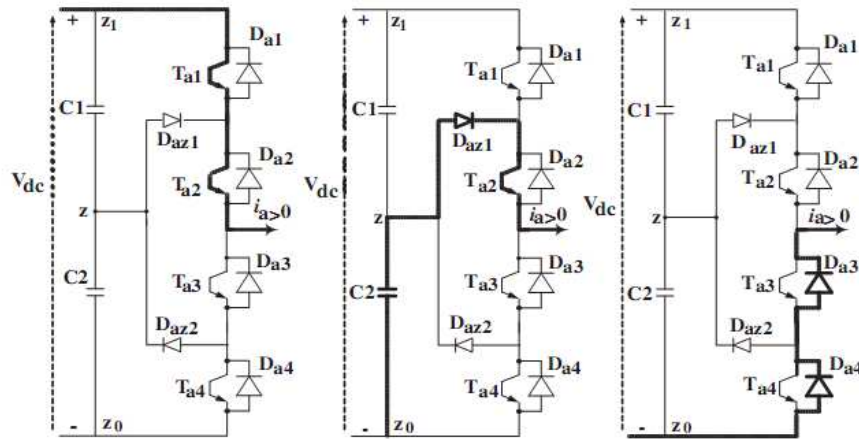 + z1 Da1
Ta1
C1
Daz1
Da2
Vdc Ta2
z ia>0
C2 Da3
Ta3
Daz2
Da4
Ta4
- z0
+ z1 Da1
Ta1
C1
Daz1
Da2
Vdc Ta2
z ia>0
C2 Da3
Ta3
Daz2
Da4
Ta4
- z0
+ z1 Da1
Ta1
C1
Daz1
Da2
Vdc Ta2
z ia>0
C2 Da3
Ta3
Daz2
Da4
Ta4
- z0